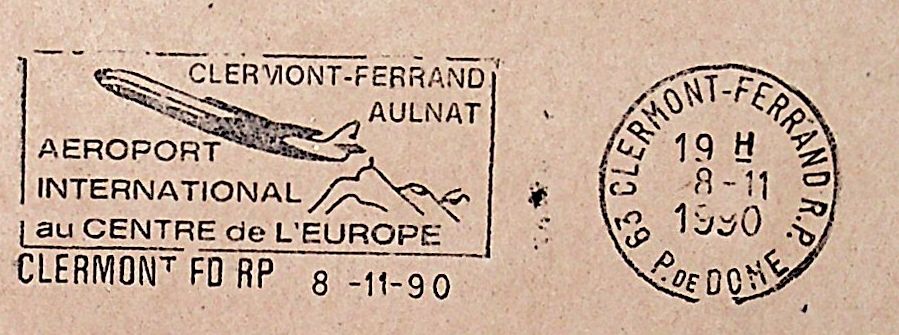 CLERMONT-FERRAND
AULNAT
AEROPORT
INTERNATIONAL
au CENTRE de L'EUROPE
CLERMONT FD RP 8 -11-90
63 CLERMONT-FERRAND R.P.
19 H
8-11
1990
P. DE DOME